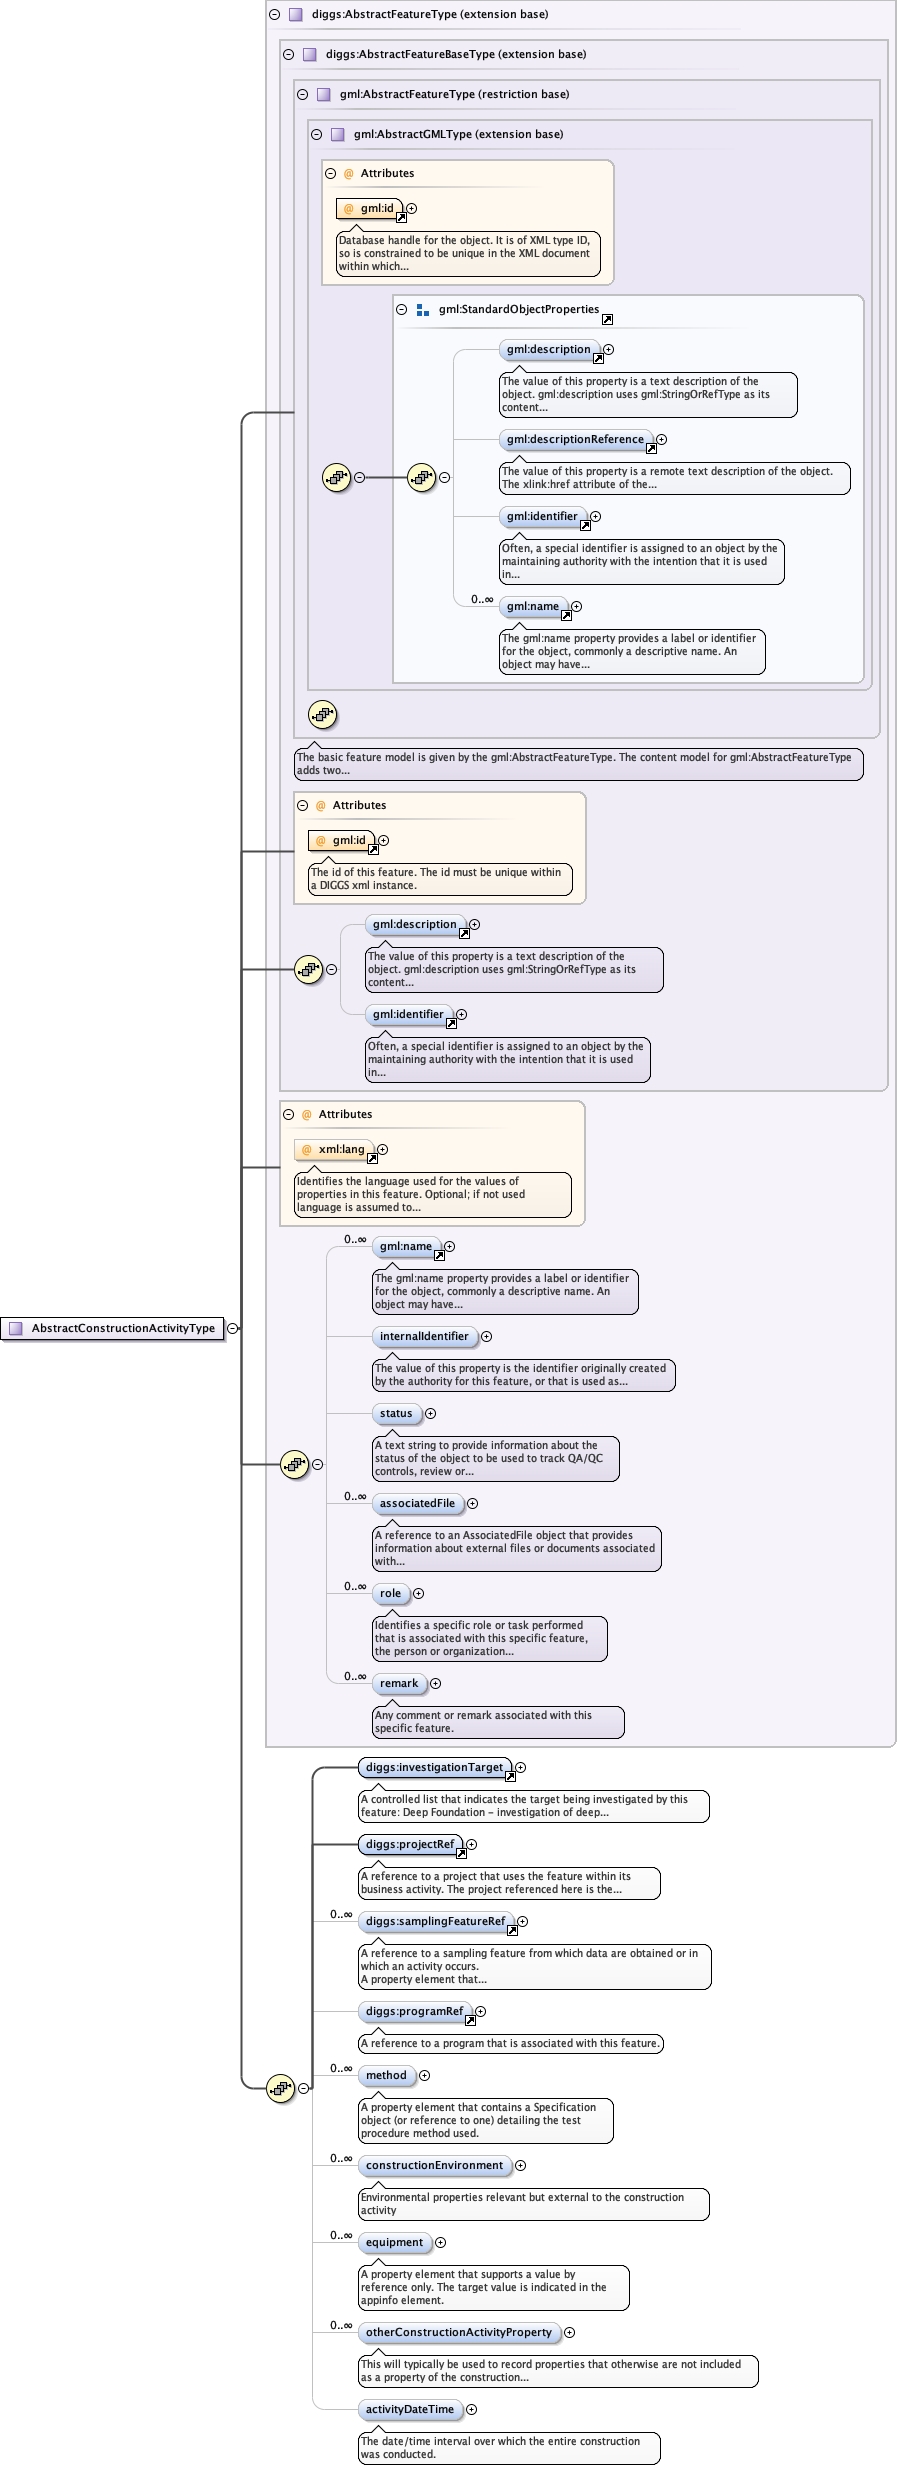 diggs:AbstractFeatureType (extension base)
diggs:AbstractFeatureBaseType (extension base)
gml:AbstractFeatureType (restriction base)
gml:AbstractGMLType (extension base)
@ Attributes
@ gml:id
Database handle for the object. It is of XML type ID,
so is constrained to be unique in the XML document
within which...
gml:StandardObjectProperties
gml:description
The value of this property is a text description of the
object. gml:description uses gml:StringOrRefType as its
content...
gml:descriptionReference
The value of this property is a remote text description of the object.
The xlink:href attribute of the...
gml:identifier
Often, a special identifier is assigned to an object by the
maintaining authority with the intention that it is used
in...
0..∞
gml:name
The gml:name property provides a label or identifier
for the object, commonly a descriptive name. An
object may have...
The basic feature model is given by the gml:AbstractFeatureType. The content model for gml:AbstractFeatureType
adds two...
@ Attributes
@ gml:id
The id of this feature. The id must be unique within
a DIGGS xml instance.
gml:description
The value of this property is a text description of the
object. gml:description uses gml:StringOrRefType as its
content...
gml:identifier
Often, a special identifier is assigned to an object by the
maintaining authority with the intention that it is used
in...
@ Attributes
@ xml:lang
Identifies the language used for the values of
properties in this feature. Optional; if not used
language is assumed to...
0..∞
gml:name
The gml:name property provides a label or identifier
for the object, commonly a descriptive name. An
object may have...
AbstractConstructionActivityType
internalIdentifier
The value of this property is the identifier originally created
by the authority for this feature, or that is used as...
status
A text string to provide information about the
status of the object to be used to track QA/QC
controls, review or...
0..∞
associatedFile
A reference to an AssociatedFile object that provides
information about external files or documents associated
with...
0..∞
role
Identifies a specific role or task performed
that is associated with this specific feature,
the person or organization...
0..∞
remark
Any comment or remark associated with this
specific feature.
diggs:investigationTarget
A controlled list that indicates the target being investigated by this
feature: Deep Foundation - investigation of deep...
diggs:projectRef
A reference to a project that uses the feature within its
business activity. The project referenced here is the...
0..∞
diggs:samplingFeatureRef
A reference to a sampling feature from which data are obtained or in
which an activity occurs.
A property element that...
diggs:programRef
A reference to a program that is associated with this feature.
0..∞
method
A property element that contains a Specification
object (or reference to one) detailing the test
procedure method used.
0..∞
constructionEnvironment
Environmental properties relevant but external to the construction
activity
0..∞
equipment
A property element that supports a value by
reference only. The target value is indicated in the
appinfo element.
0..∞
otherConstructionActivityProperty
This will typically be used to record properties that otherwise are not included
as a property of the construction...
activityDateTime
The date/time interval over which the entire construction
was conducted.